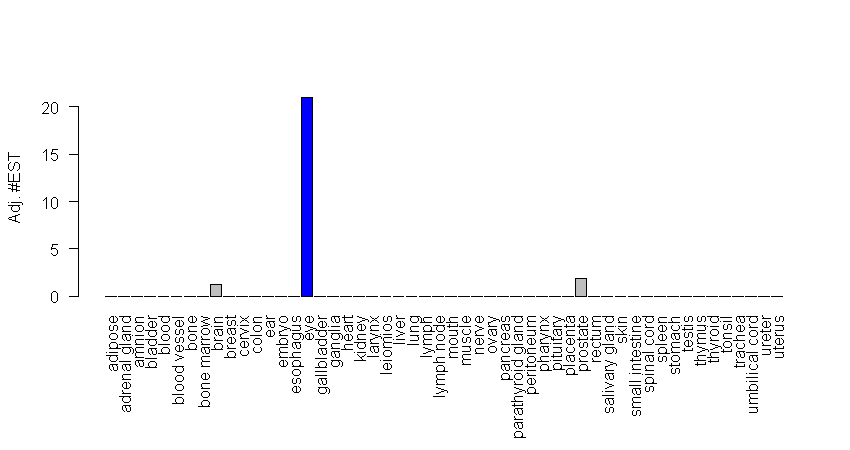 Adj. #EST
20
15
10
5
0
adipose
adrenal gland
amnion
bladder
blood
blood vessel
bone
bone marrow
brain
breast
cervix
colon
ear
embryo
esophagus
eye
gallbladder
ganglia
heart
kidney
larynx
leiomios
liver
lung
lymph
lymph node
mouth
muscle
nerve
ovary
pancreas
parathyroid gland
peritoneum
pharynx
pituitary
placenta
prostate
rectum
salivary gland
skin
small intestine
spinal cord
spleen
stomach
testis
thymus
thyroid
tonsil
trachea
umbilical cord
ureter
uterus